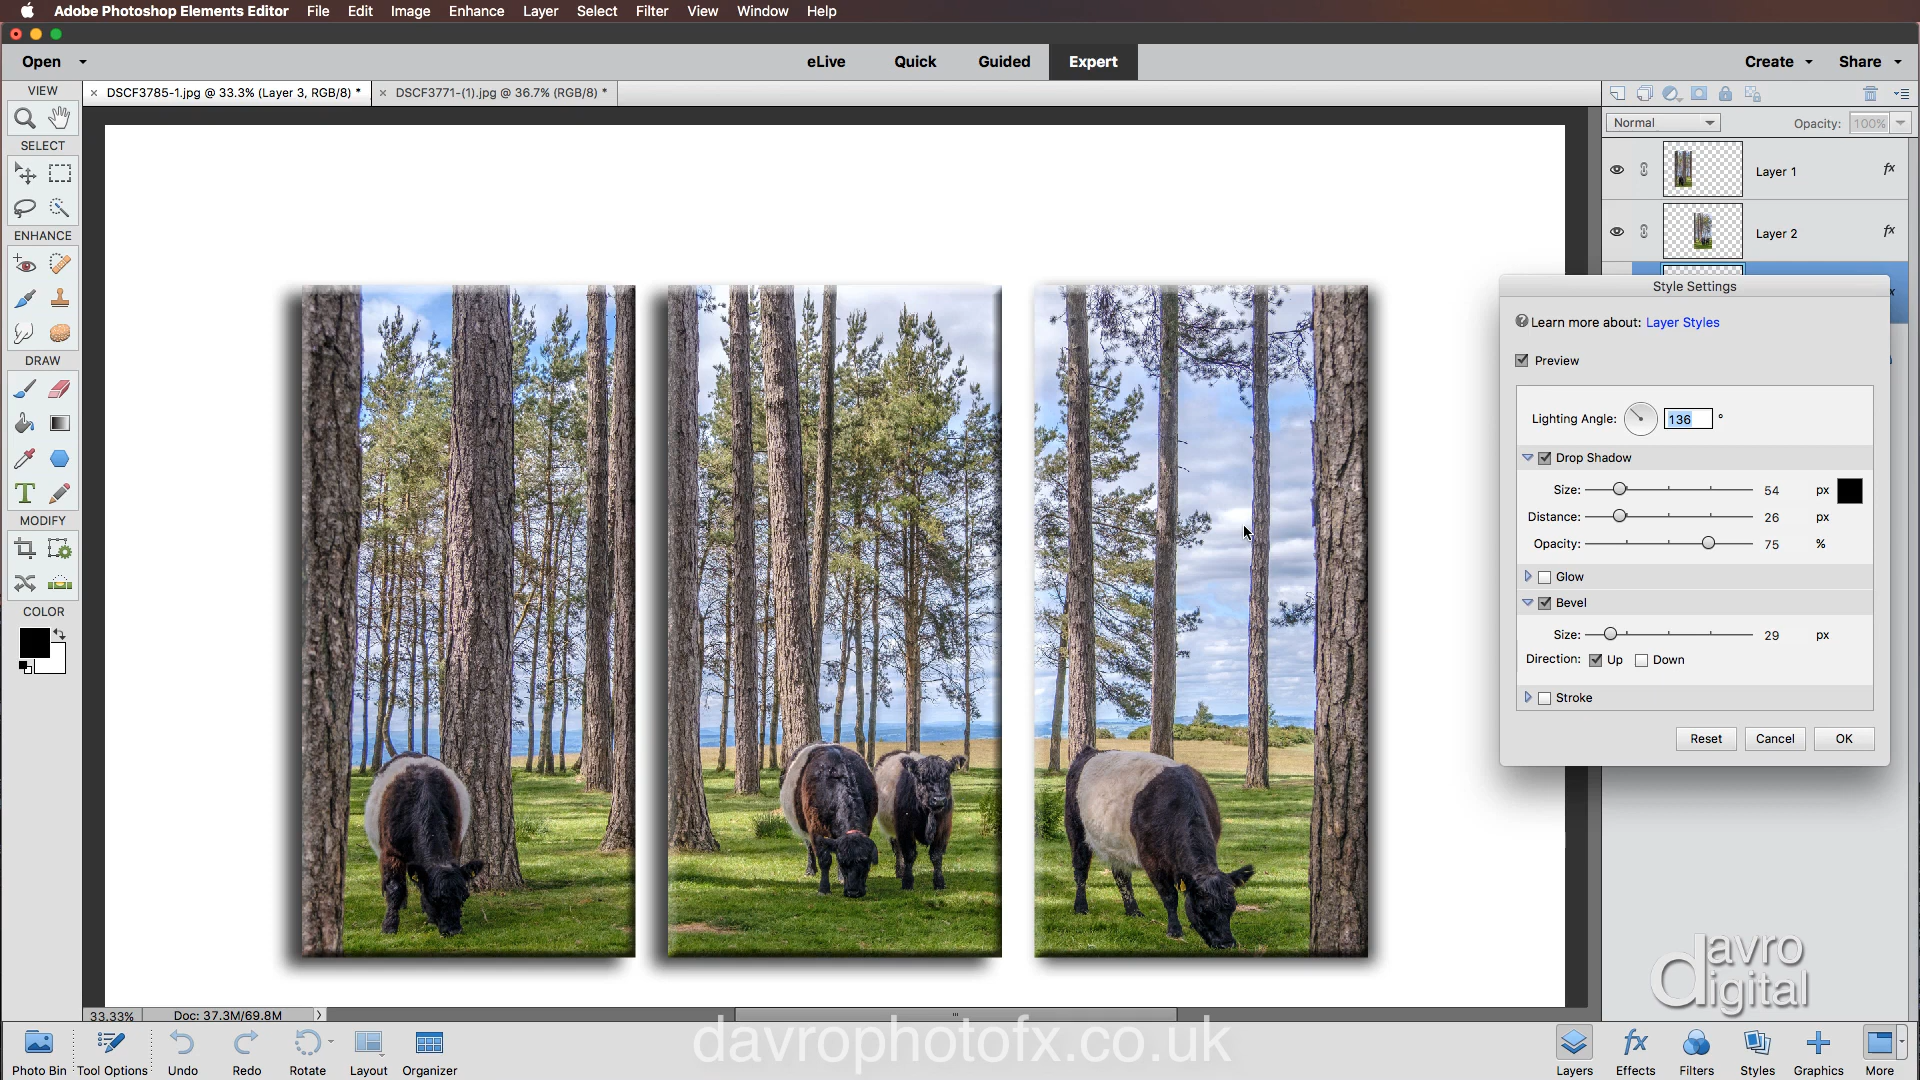 Adobe Photoshop Elements Editor File Edit Image Enhance Layer Select Filter View Window Help
Open eLive Quick Guided Expert Create Share
VIEW
DSCF3785-1.jpg @ 33.3% (Layer 3, RGB/8) * DSCF3771-(1).jpg @ 36.7% (RGB/8) *
Normal Opacity: 100%
SELECT
Layer 1 fx
Layer 2 fx
ENHANCE
Style Settings
Learn more about: Layer Styles
DRAW
Preview
Lighting Angle: 136 °
Drop Shadow
Size: 54 px
Distance: 26 px
MODIFY
Opacity: 75 %
Glow
Bevel
COLOR
Size: 29 px
Direction: Up Down
Stroke
Reset Cancel OK
davro
digital
33.33% Doc: 37.3M/69.8M
davrophotofx.co.uk
Photo Bin Tool Options Undo Redo Rotate Layout Organizer Layers Effects Filters Styles Graphics More